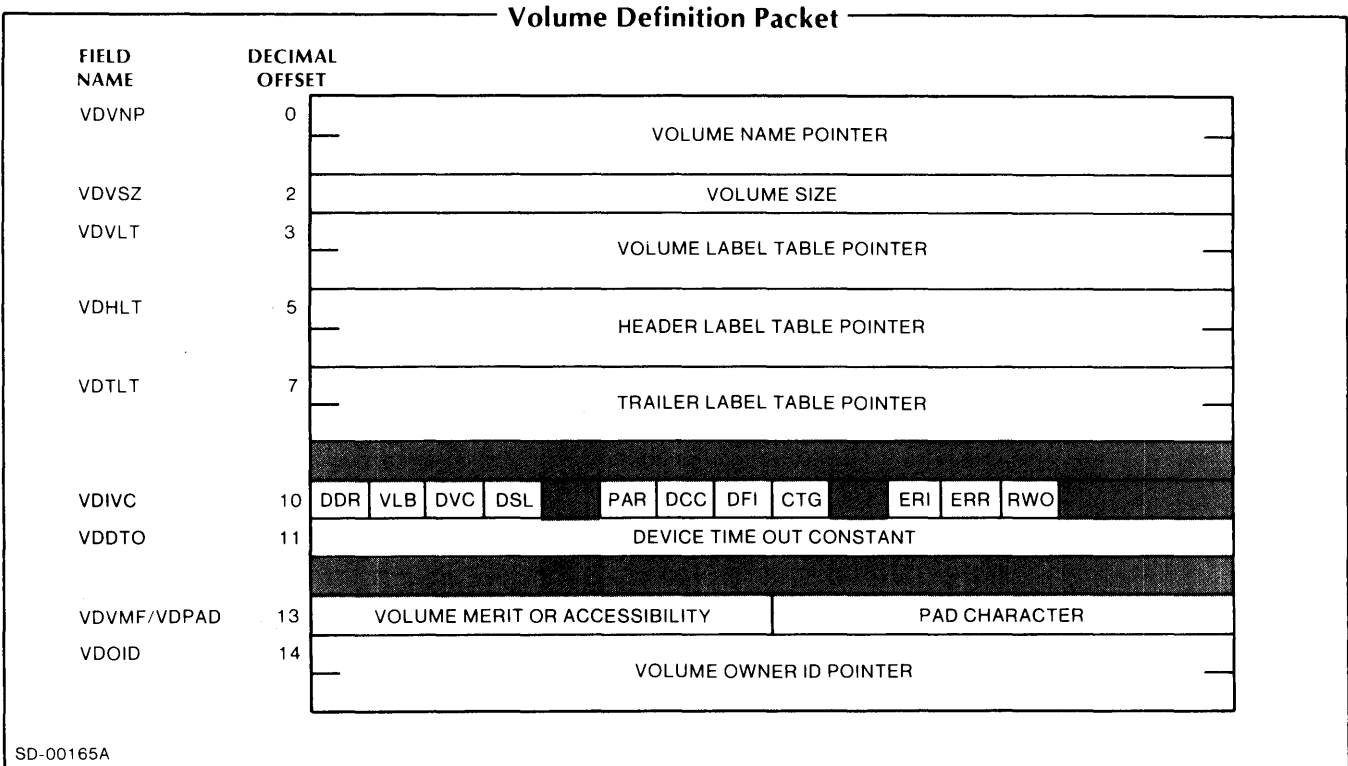 Volume Definition Packet
FIELD NAME DECIMAL OFFSET
VDVNP 0 VOLUME NAME POINTER
VDVSZ 2 VOLUME SIZE
VDVLT 3 VOLUME LABEL TABLE POINTER
VDHLT 5 HEADER LABEL TABLE POINTER
VDTLT 7 TRAILER LABEL TABLE POINTER
VDIVC 10 DDR VLB DVC DSL PAR DCC DFI CTG ERI ERR RWO
VDDTO 11 DEVICE TIME OUT CONSTANT
VDVMF/VDPAD 13 VOLUME MERIT OR ACCESSIBILITY PAD CHARACTER
VDOID 14 VOLUME OWNER ID POINTER
SD-00165A